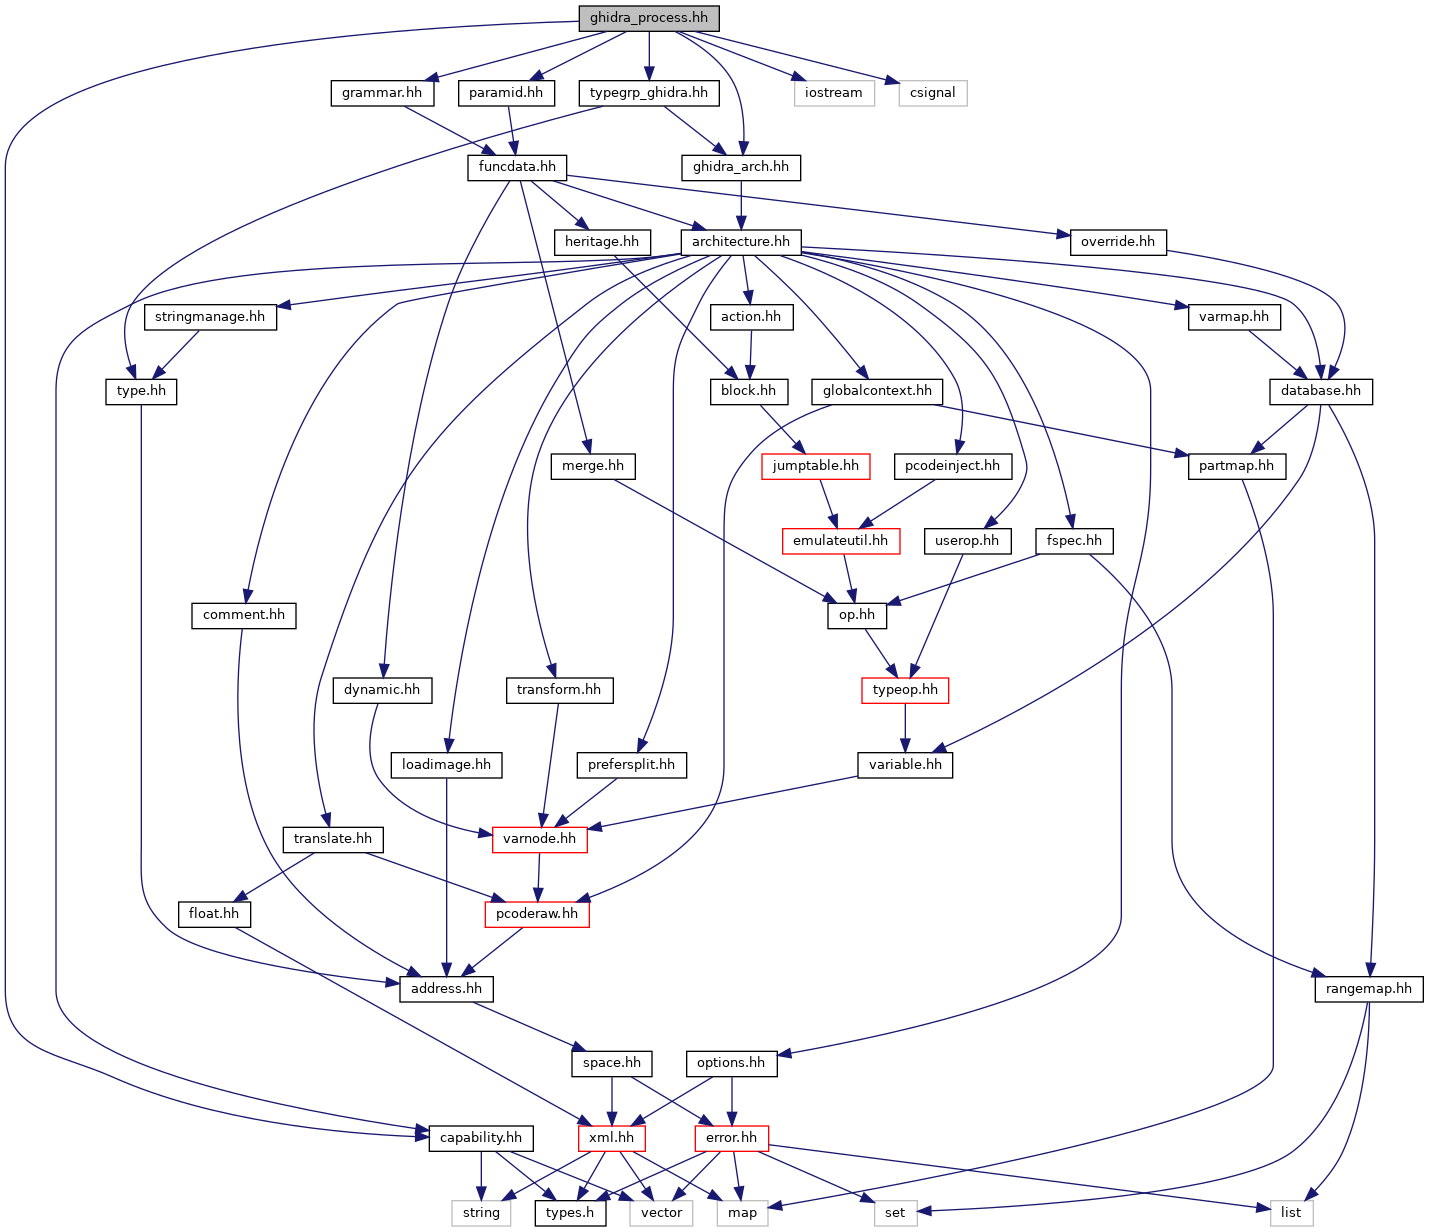 ghidra_process.hh
grammar.hh
paramid.hh
typegrp_ghidra.hh
iostream
csignal
funcdata.hh
ghidra_arch.hh
heritage.hh
architecture.hh
override.hh
stringmanage.hh
action.hh
varmap.hh
type.hh
block.hh
globalcontext.hh
database.hh
merge.hh
jumptable.hh
pcodeinject.hh
partmap.hh
emulateutil.hh
userop.hh
fspec.hh
comment.hh
op.hh
dynamic.hh
transform.hh
typeop.hh
loadimage.hh
prefersplit.hh
variable.hh
translate.hh
varnode.hh
float.hh
pcoderaw.hh
address.hh
rangemap.hh
space.hh
options.hh
capability.hh
xml.hh
error.hh
string
types.h
vector
map
set
list